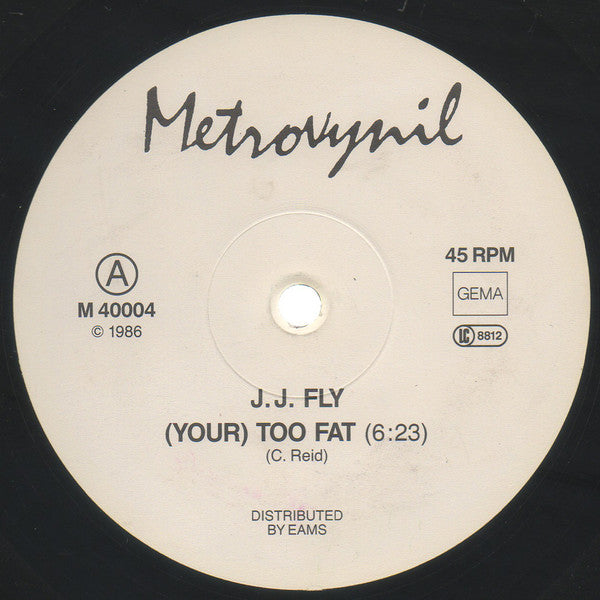 Metrovynil
A
M 40004
© 1986
45 RPM
GEMA
LC 8812
J.J. FLY
(YOUR) TOO FAT (6:23)
(C. Reid)
DISTRIBUTED
BY EAMS